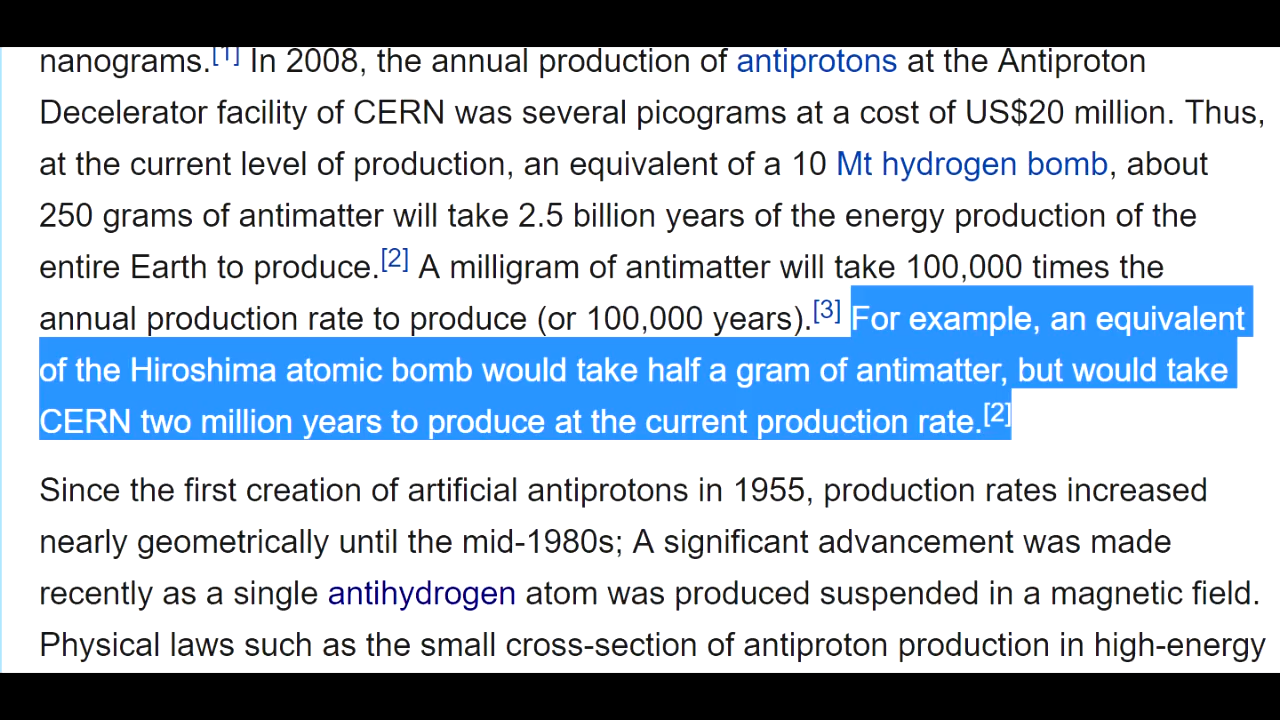 nanograms.[1] In 2008, the annual production of antiprotons at the Antiproton
Decelerator facility of CERN was several picograms at a cost of US$20 million. Thus,
at the current level of production, an equivalent of a 10 Mt hydrogen bomb, about
250 grams of antimatter will take 2.5 billion years of the energy production of the
entire Earth to produce.[2] A milligram of antimatter will take 100,000 times the
annual production rate to produce (or 100,000 years).[3] For example, an equivalent
of the Hiroshima atomic bomb would take half a gram of antimatter, but would take
CERN two million years to produce at the current production rate.[2]
Since the first creation of artificial antiprotons in 1955, production rates increased
nearly geometrically until the mid-1980s; A significant advancement was made
recently as a single antihydrogen atom was produced suspended in a magnetic field.
Physical laws such as the small cross-section of antiproton production in high-energy